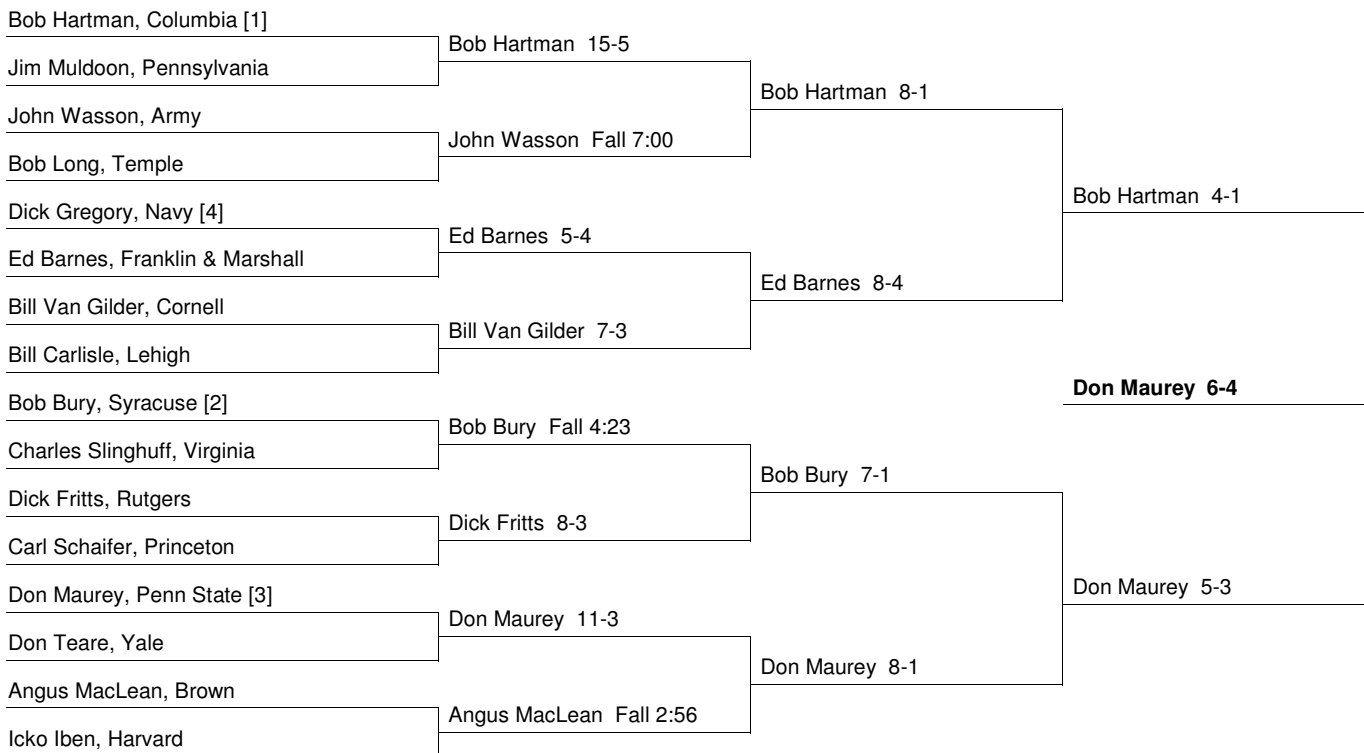 Bob Hartman, Columbia [1]
Jim Muldoon, Pennsylvania
John Wasson, Army
Bob Long, Temple
Dick Gregory, Navy [4]
Ed Barnes, Franklin & Marshall
Bill Van Gilder, Cornell
Bill Carlisle, Lehigh
Bob Bury, Syracuse [2]
Charles Slinghuff, Virginia
Dick Fritts, Rutgers
Carl Schaifer, Princeton
Don Maurey, Penn State [3]
Don Teare, Yale
Angus MacLean, Brown
Icko Iben, Harvard
Bob Hartman 15-5
John Wasson Fall 7:00
Ed Barnes 5-4
Bill Van Gilder 7-3
Bob Bury Fall 4:23
Dick Fritts 8-3
Don Maurey 11-3
Angus MacLean Fall 2:56
Bob Hartman 8-1
Ed Barnes 8-4
Bob Bury 7-1
Don Maurey 8-1
Bob Hartman 4-1
Don Maurey 6-4
Don Maurey 5-3